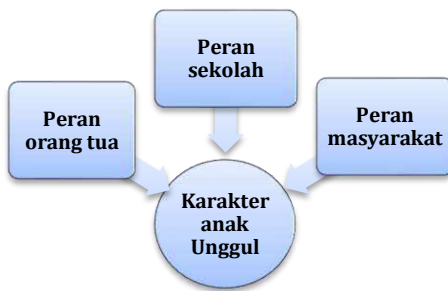 Peran
sekolah
Peran
orang tua
Peran
masyarakat
Karakter
anak
Unggul